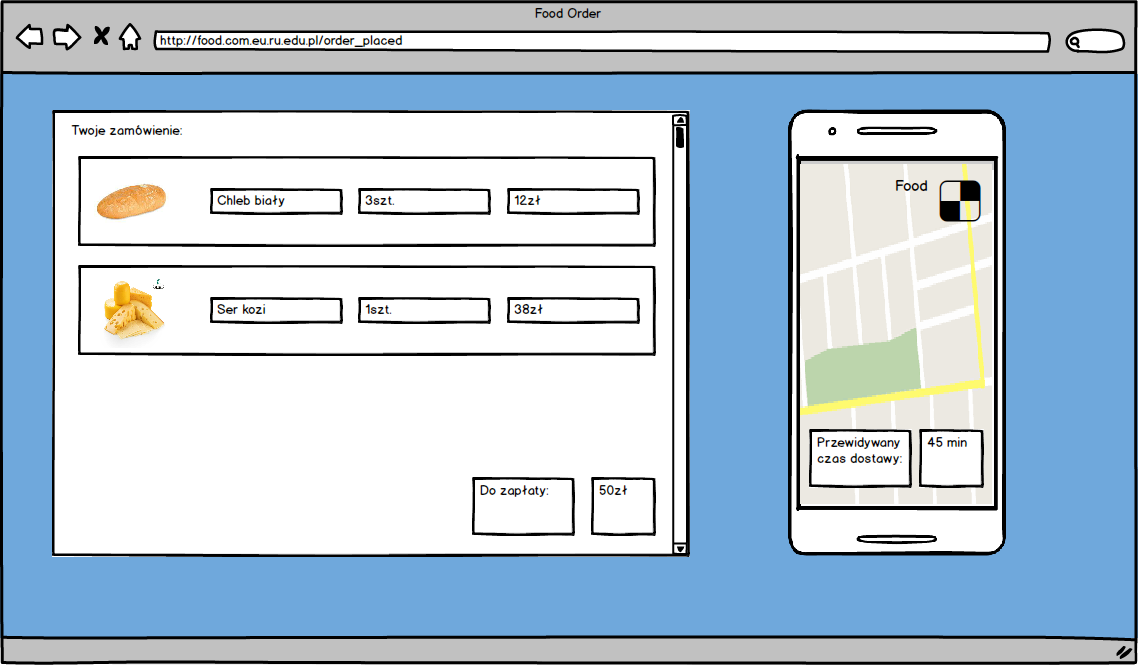 Food Order
http://food.com.eu.ru.edu.pl/order_placed
Twoje zamówienie:
Chleb biały
3szt.
12zł
Ser kozi
1szt.
38zł
Do zapłaty:
50zł
Food
Przewidywany
czas dostawy:
45 min